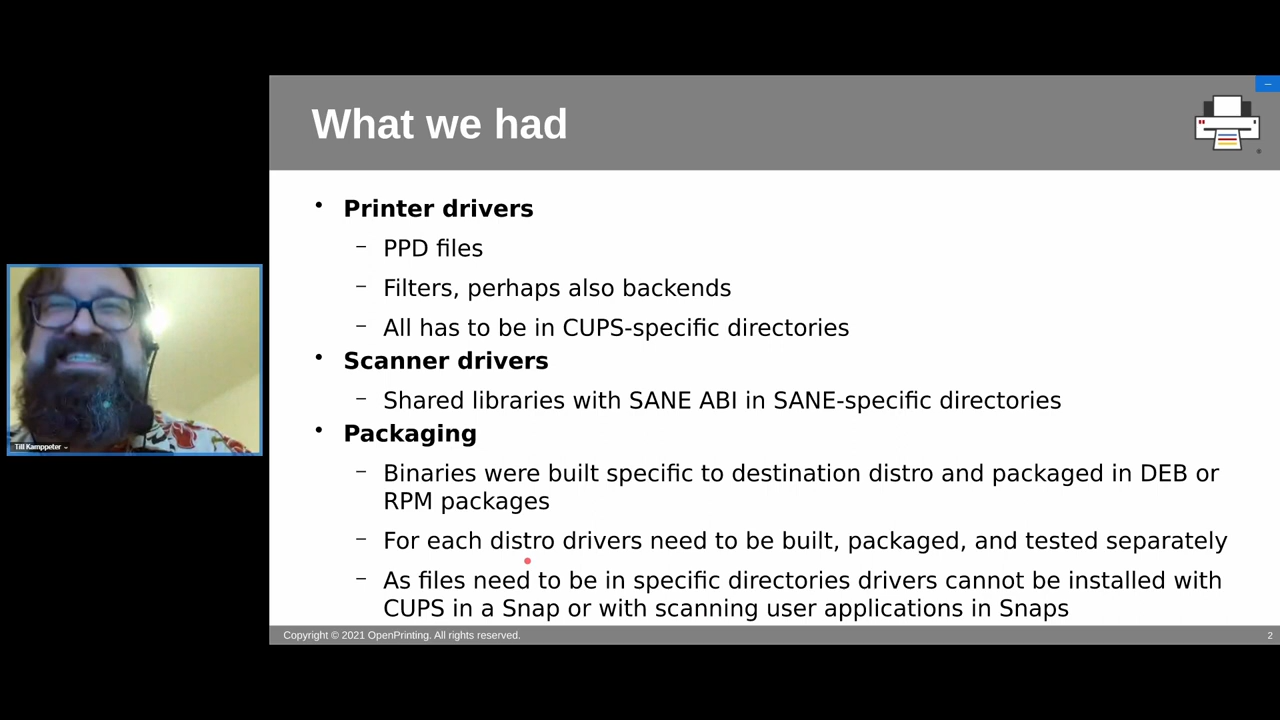 What we had
• Printer drivers
– PPD files
– Filters, perhaps also backends
– All has to be in CUPS-specific directories
• Scanner drivers
– Shared libraries with SANE ABI in SANE-specific directories
• Packaging
– Binaries were built specific to destination distro and packaged in DEB or
RPM packages
– For each distro drivers need to be built, packaged, and tested separately
– As files need to be in specific directories drivers cannot be installed with
CUPS in a Snap or with scanning user applications in Snaps
Till Kamppeter
Copyright © 2021 OpenPrinting. All rights reserved.
2